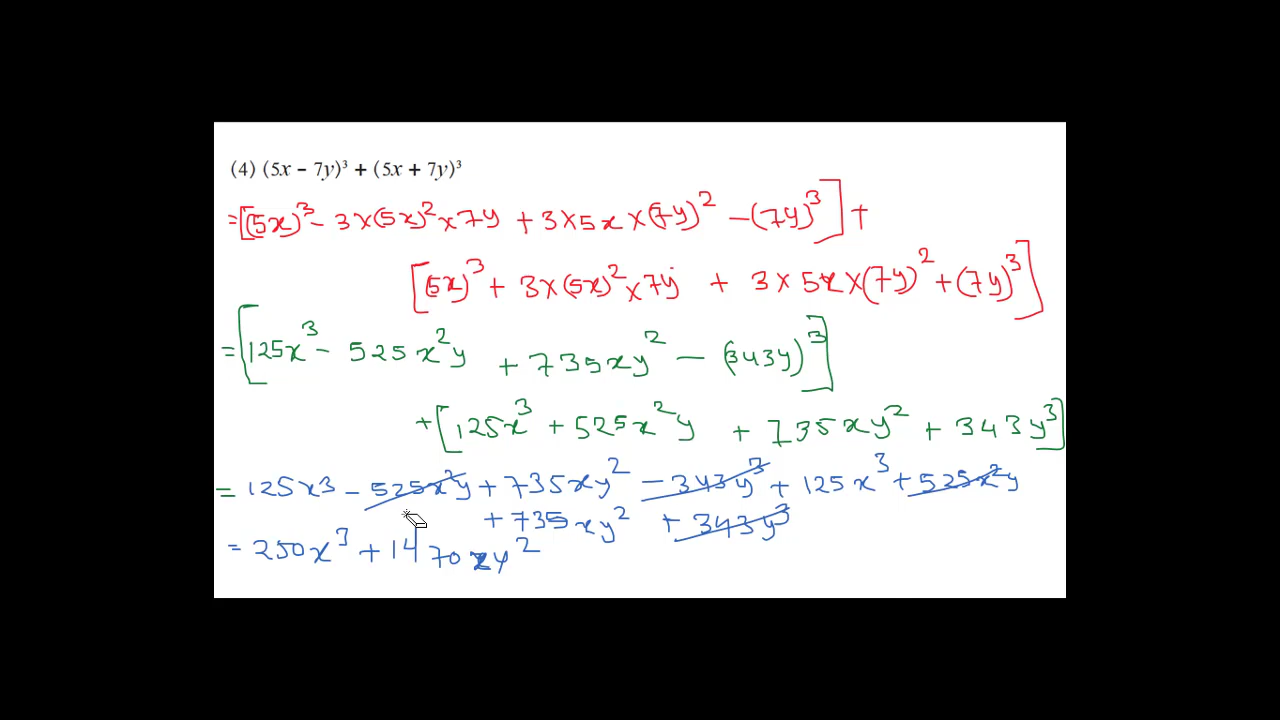 (4) (5x – 7y)³ + (5x + 7y)³
= [(5x)³ – 3×(5x)²×7y + 3×5x×(7y)² – (7y)³] +
[(5x)³ + 3×(5x)²×7y + 3×5x×(7y)² + (7y)³]
= [125x³ – 525x²y + 735xy² – (343y)³]
+ [125x³ + 525x²y + 735xy² + 343y³]
= 125x3 – 525x²y + 735xy² – 343y³ + 125x³ + 525x²y
+ 735xy² + 343y³
= 250x³ + 1470xy²